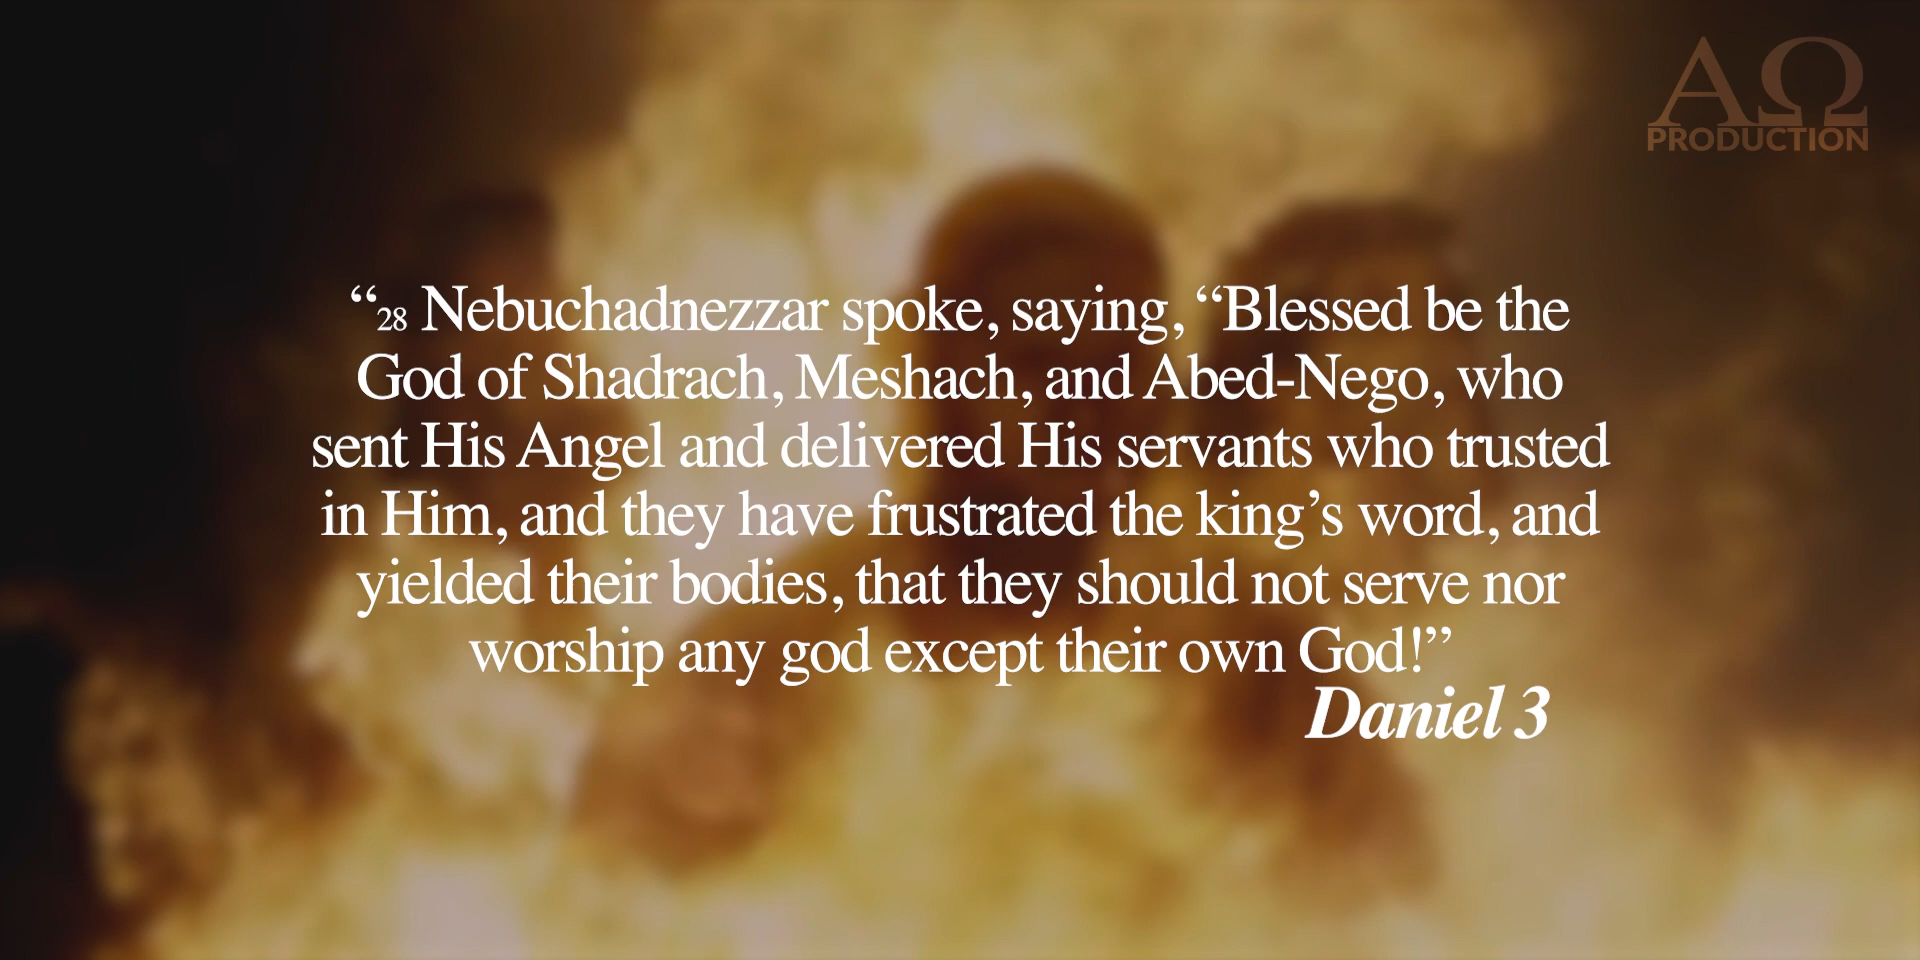 ΑΩ
PRODUCTION
“28 Nebuchadnezzar spoke, saying, “Blessed be the
God of Shadrach, Meshach, and Abed-Nego, who
sent His Angel and delivered His servants who trusted
in Him, and they have frustrated the king’s word, and
yielded their bodies, that they should not serve nor
worship any god except their own God!”
Daniel 3